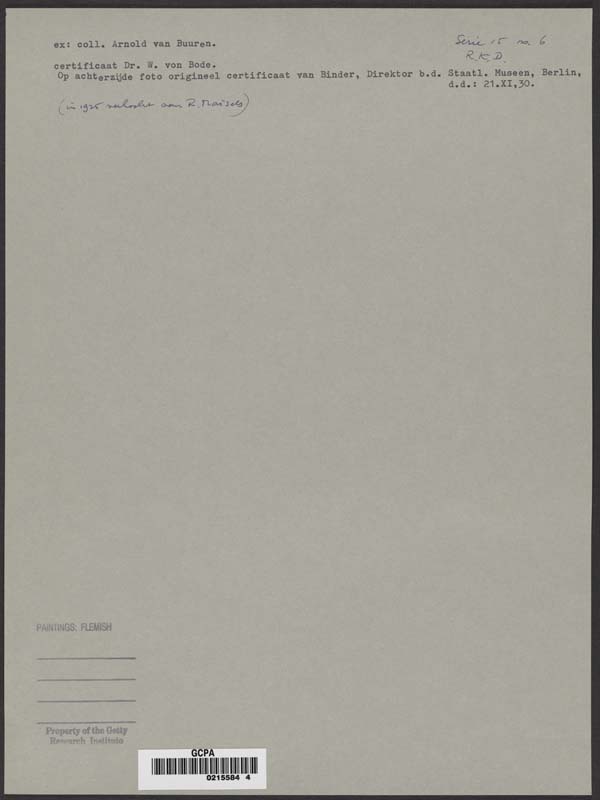 ex: coll. Arnold van Buuren.
Serie 15 no. 6
R.K.D.
certificaat Dr. W. von Bode.
Op achterzijde foto origineel certificaat van Binder, Direktor b.d. Staatl. Museen, Berlin,
d.d.: 21.XI,30.
(in 1925 verkocht aan R. )
PAINTINGS: FLEMISH
Property of the Getty
Research Institute
GCPA
0215584 4